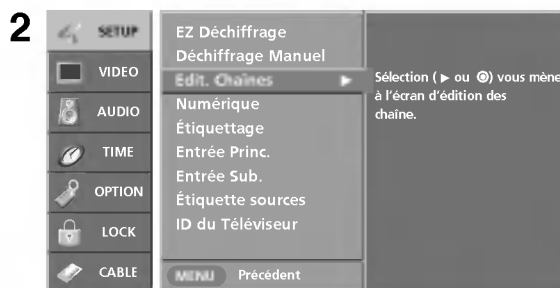 2
SETUP
VIDEO
AUDIO
TIME
OPTION
LOCK
CABLE
EZ Déchiffrage
Déchiffrage Manuel
Edit. Chaînes ▶
Numérique
Étiquettage
Entrée Princ.
Entrée Sub.
Étiquette sources
ID du Téléviseur
MENU Précédent
Sélection ( ▶ ou ◎) vous mène
à l'écran d'édition des
chaîne.